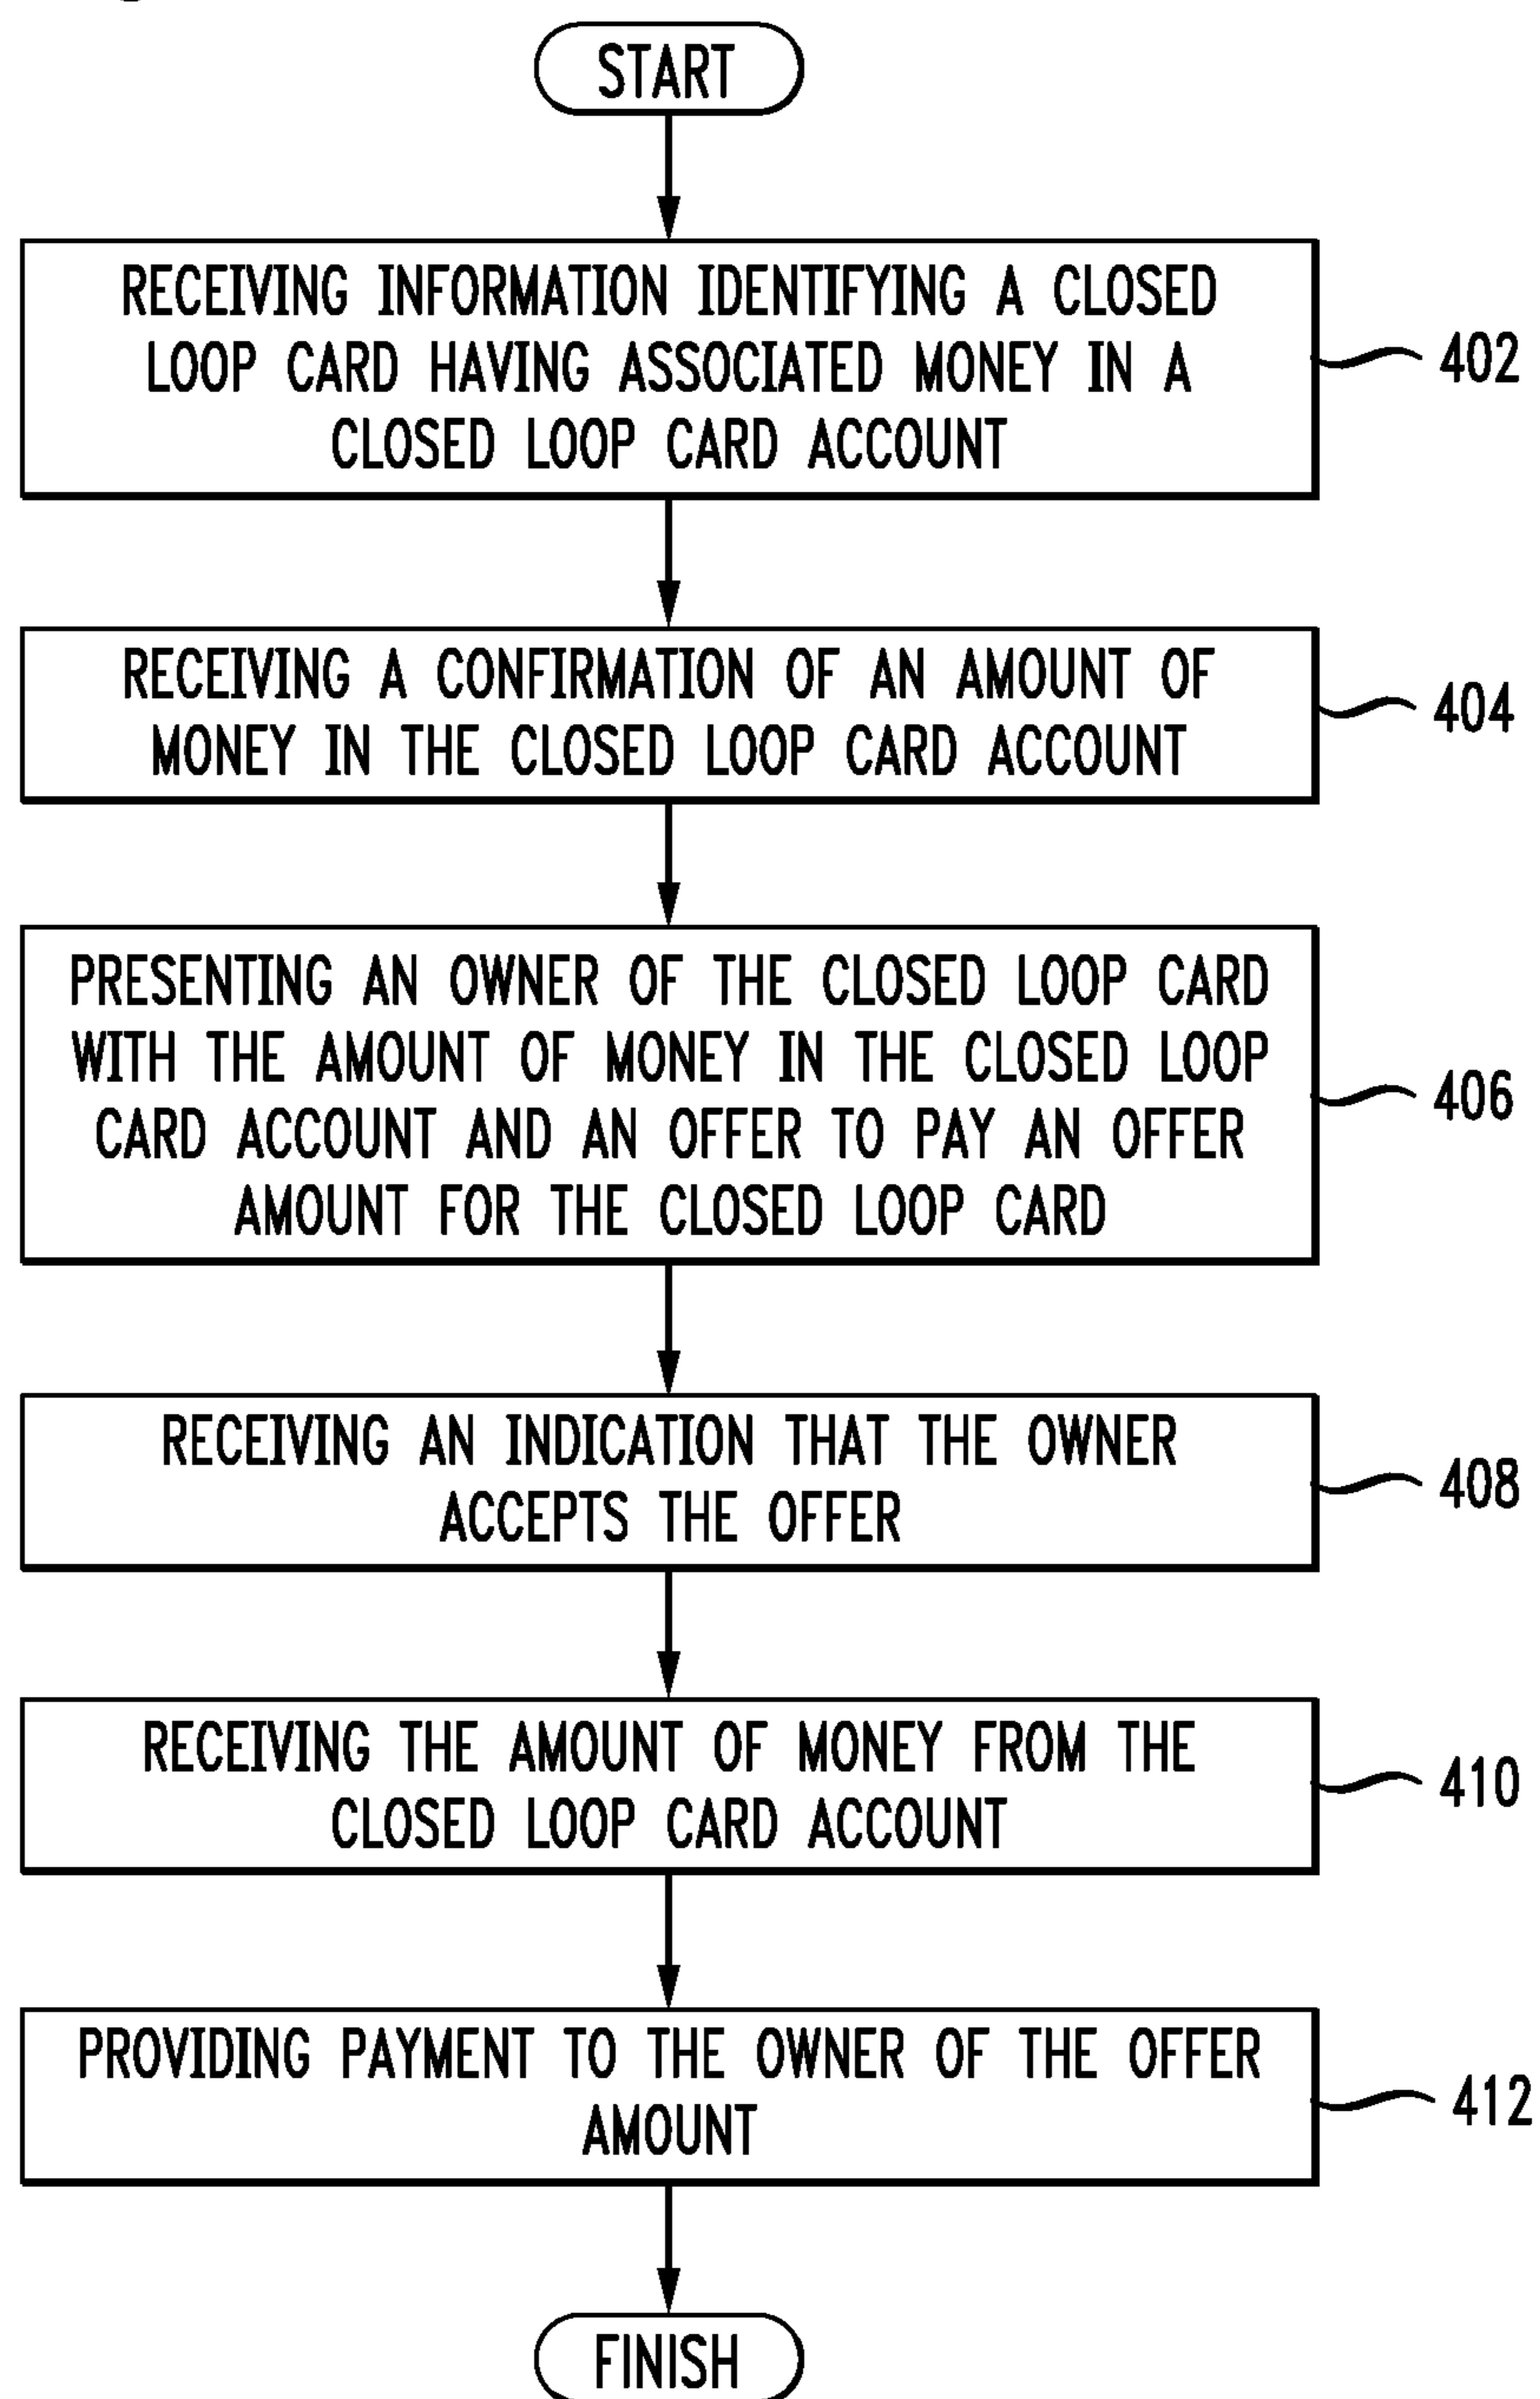 START
RECEIVING INFORMATION IDENTIFYING A CLOSED
LOOP CARD HAVING ASSOCIATED MONEY IN A
CLOSED LOOP CARD ACCOUNT
402
RECEIVING A CONFIRMATION OF AN AMOUNT OF
MONEY IN THE CLOSED LOOP CARD ACCOUNT
404
PRESENTING AN OWNER OF THE CLOSED LOOP CARD
WITH THE AMOUNT OF MONEY IN THE CLOSED LOOP
CARD ACCOUNT AND AN OFFER TO PAY AN OFFER
AMOUNT FOR THE CLOSED LOOP CARD
406
RECEIVING AN INDICATION THAT THE OWNER
ACCEPTS THE OFFER
408
RECEIVING THE AMOUNT OF MONEY FROM THE
CLOSED LOOP CARD ACCOUNT
410
PROVIDING PAYMENT TO THE OWNER OF THE OFFER
AMOUNT
412
FINISH